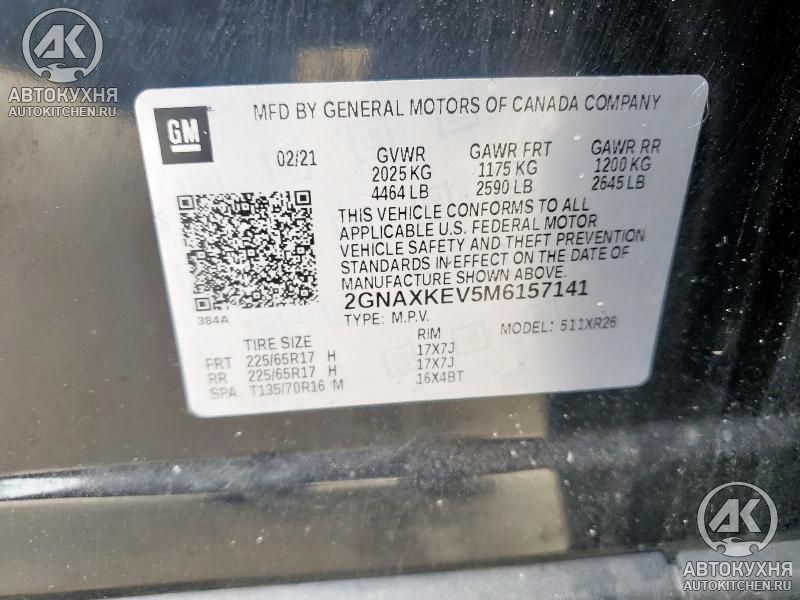 AK
АВТОКУХНЯ
AUTOKITCHEN.RU
GM
MFD BY GENERAL MOTORS OF CANADA COMPANY
02/21 GVWR GAWR FRT GAWR RR
2025 KG 1175 KG 1200 KG
4464 LB 2590 LB 2645 LB
THIS VEHICLE CONFORMS TO ALL
APPLICABLE U.S. FEDERAL MOTOR
VEHICLE SAFETY AND THEFT PREVENTION
STANDARDS IN EFFECT ON THE DATE OF
MANUFACTURE SHOWN ABOVE.
2GNAXKEV5M6157141
384A
TYPE: M.P.V. MODEL: 511XR26
TIRE SIZE RIM
FRT 225/65R17 H 17X7J
RR 225/65R17 H 17X7J
SPA T135/70R16 M 16X4BT
AK
АВТОКУХНЯ
AUTOKITCHEN.RU